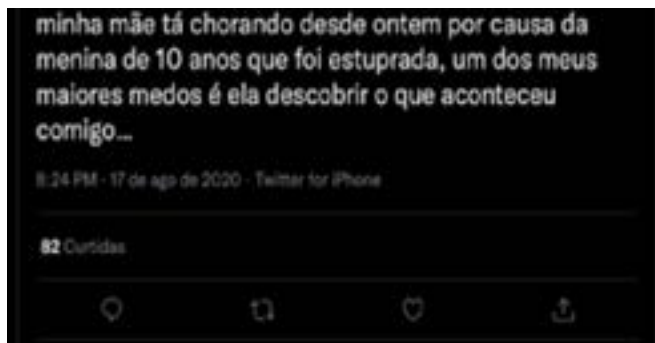 minha mãe tá chorando desde ontem por causa da
menina de 10 anos que foi estuprada, um dos meus
maiores medos é ela descobrir o que aconteceu
comigo...
8:24 PM · 17 de ago de 2020 · Twitter for iPhone
82 Curtidas